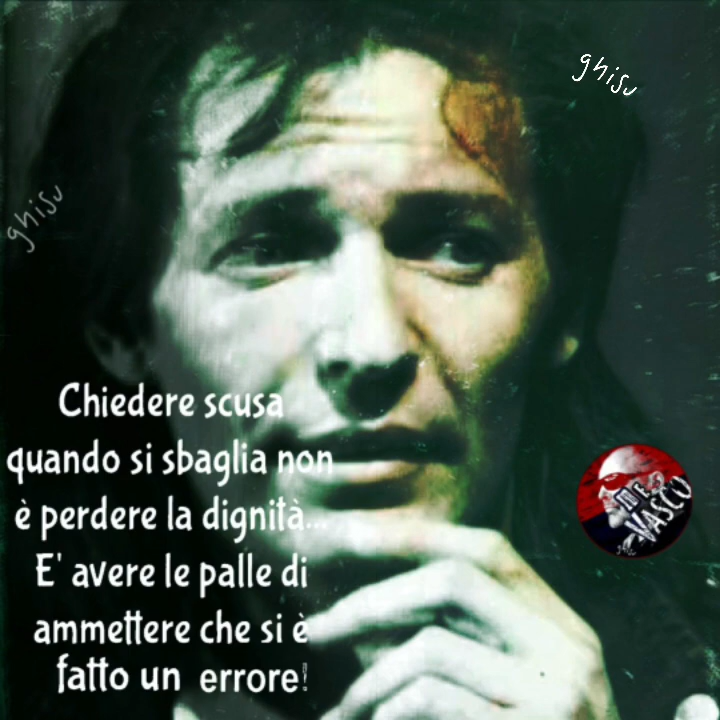 ghisu
ghisu
Chiedere scusa
quando si sbaglia non
è perdere la dignità...
E' avere le palle di
ammettere che si è
fatto un errore!
VASCU